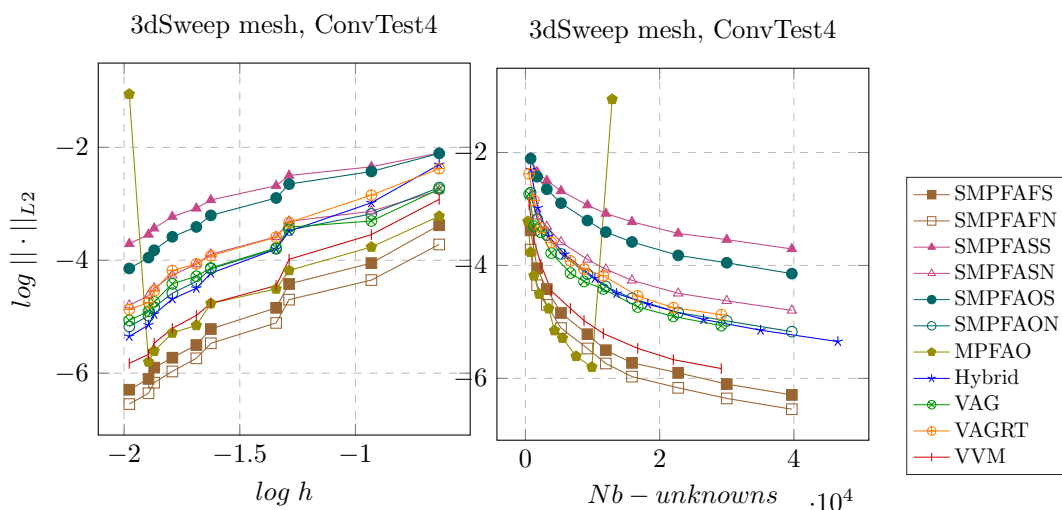 3dSweep mesh, ConvTest4
3dSweep mesh, ConvTest4
−2
−4
−6
log || · ||L2
−2
−1.5
−1
log h
−2
−4
−6
0
2
4
Nb − unknowns
·10^4
SMPFAFS
SMPFAFN
SMPFASS
SMPFASN
SMPFAOS
SMPFAON
MPFAO
Hybrid
VAG
VAGRT
VVM